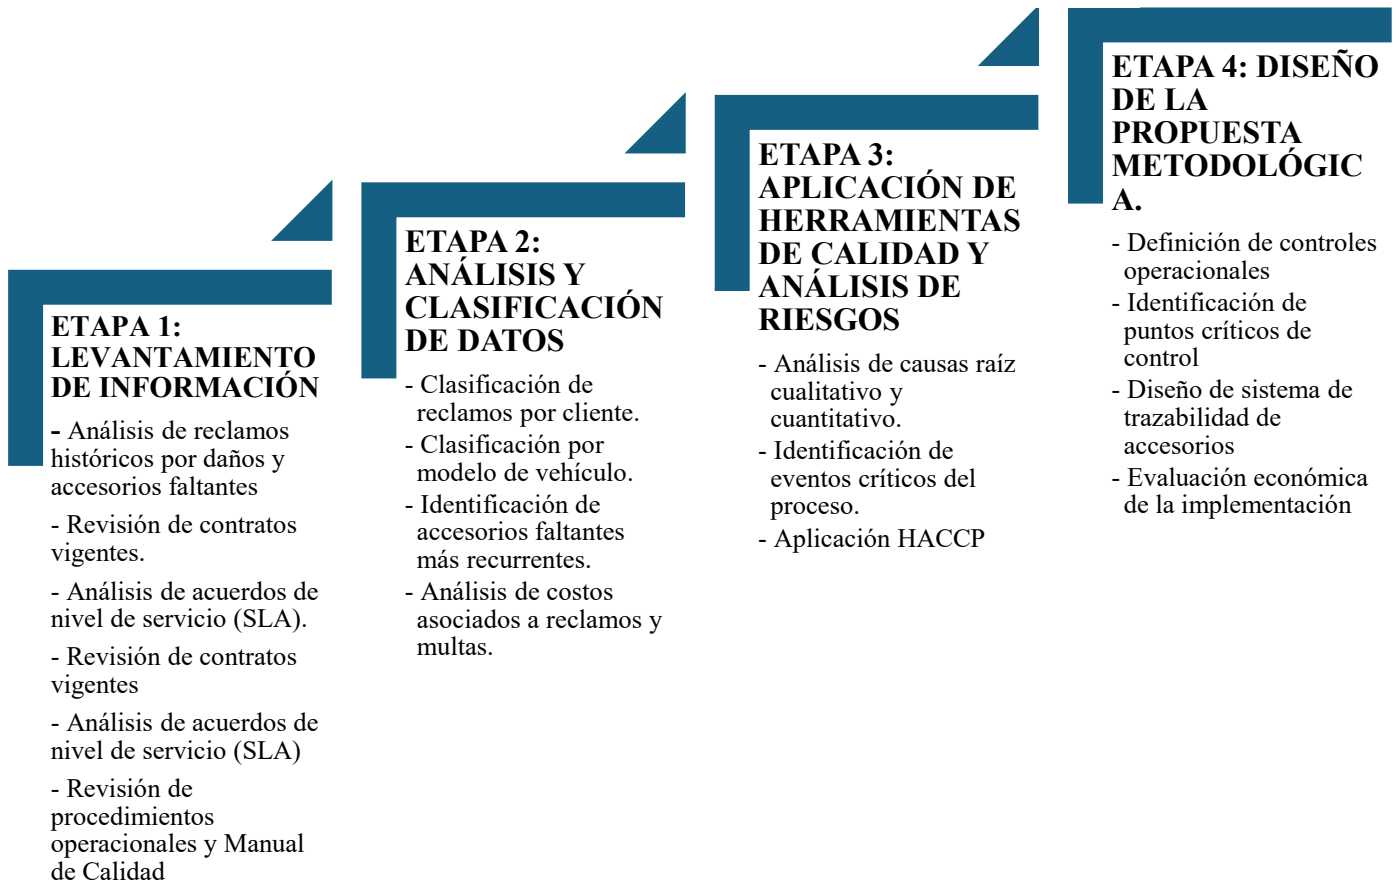 ETAPA 1:
LEVANTAMIENTO
DE INFORMACIÓN
- Análisis de reclamos
históricos por daños y
accesorios faltantes
- Revisión de contratos
vigentes.
- Análisis de acuerdos de
nivel de servicio (SLA).
- Revisión de contratos
vigentes
- Análisis de acuerdos de
nivel de servicio (SLA)
- Revisión de
procedimientos
operacionales y Manual
de Calidad
ETAPA 2:
ANÁLISIS Y
CLASIFICACIÓN
DE DATOS
- Clasificación de
reclamos por cliente.
- Clasificación por
modelo de vehículo.
- Identificación de
accesorios faltantes
más recurrentes.
- Análisis de costos
asociados a reclamos y
multas.
ETAPA 3:
APLICACIÓN DE
HERRAMIENTAS
DE CALIDAD Y
ANÁLISIS DE
RIESGOS
- Análisis de causas raíz
cualitativo y
cuantitativo.
- Identificación de
eventos críticos del
proceso.
- Aplicación HACCP
ETAPA 4: DISEÑO
DE LA
PROPUESTA
METODOLÓGIC
A.
- Definición de controles
operacionales
- Identificación de
puntos críticos de
control
- Diseño de sistema de
trazabilidad de
accesorios
- Evaluación económica
de la implementación